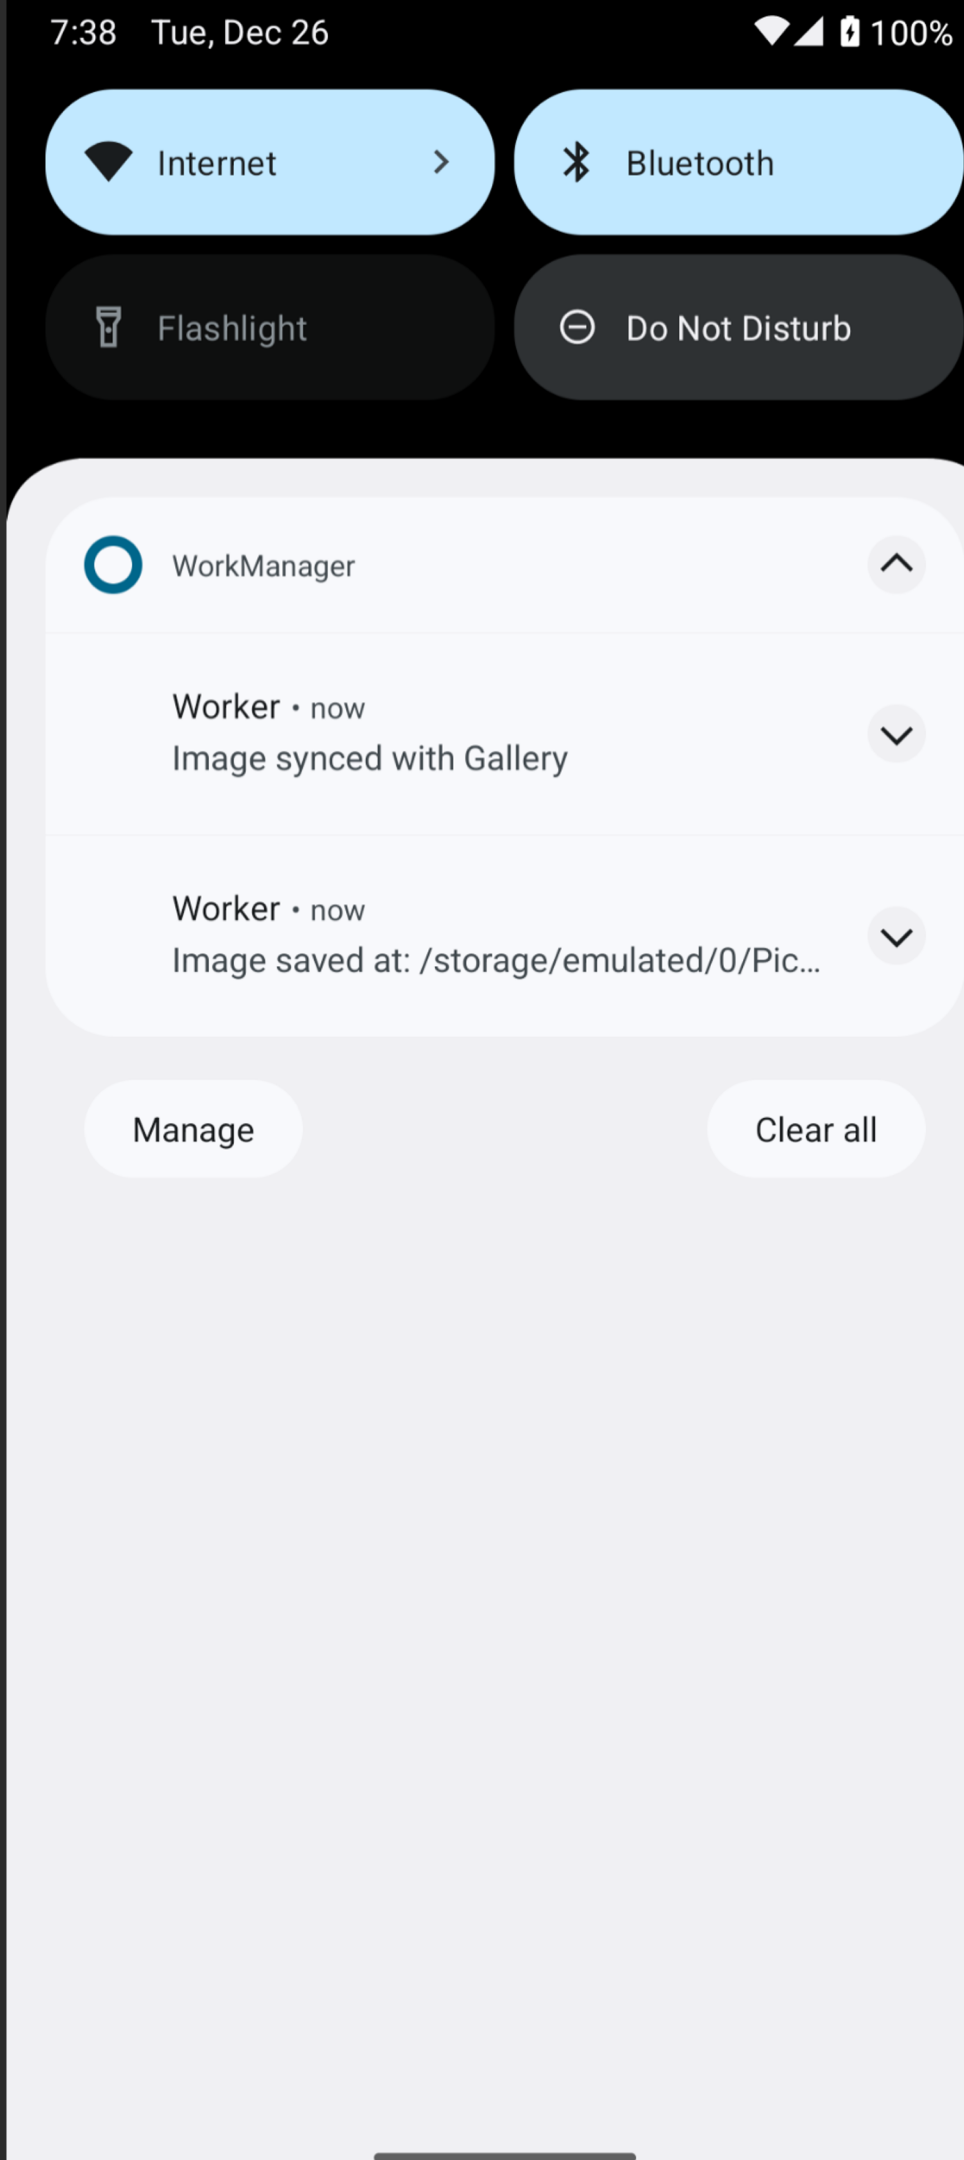 7:38 Tue, Dec 26 100%
Internet Bluetooth
Flashlight Do Not Disturb
WorkManager
Worker • now
Image synced with Gallery
Worker • now
Image saved at: /storage/emulated/0/Pic...
Manage Clear all